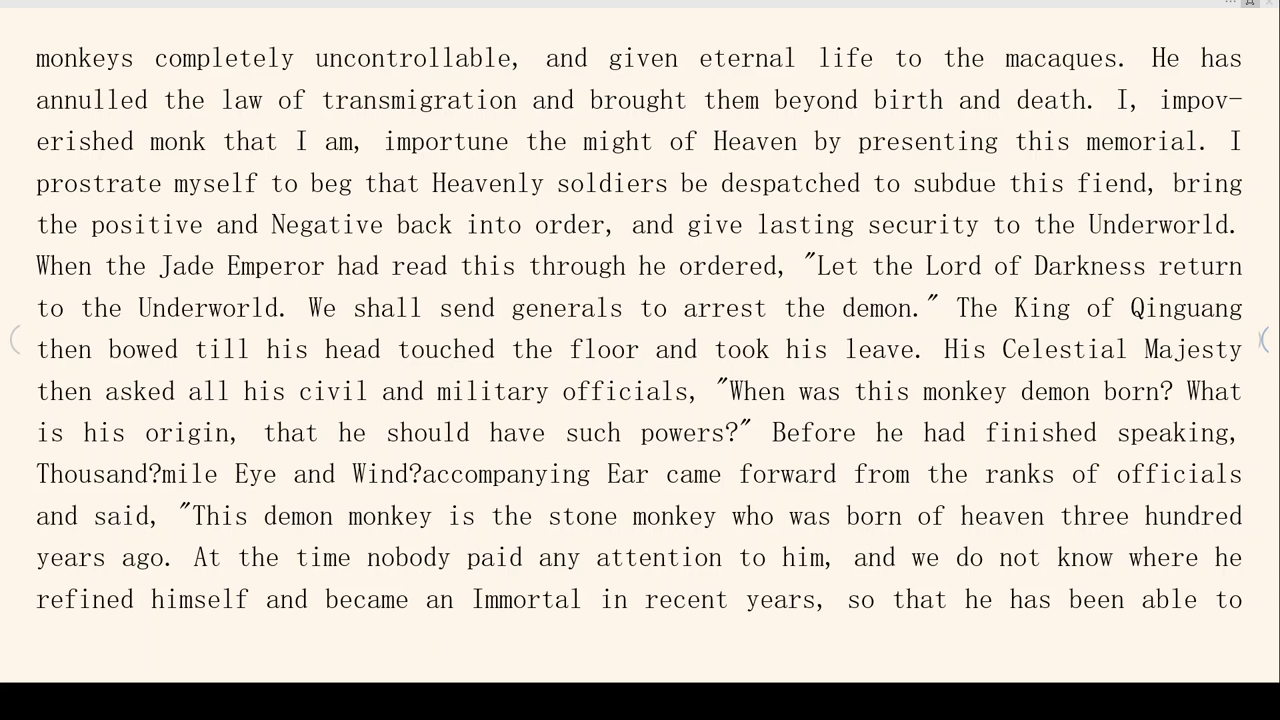 monkeys completely uncontrollable, and given eternal life to the macaques. He has
annulled the law of transmigration and brought them beyond birth and death. I, impov-
erished monk that I am, importune the might of Heaven by presenting this memorial. I
prostrate myself to beg that Heavenly soldiers be despatched to subdue this fiend, bring
the positive and Negative back into order, and give lasting security to the Underworld.
When the Jade Emperor had read this through he ordered, "Let the Lord of Darkness return
to the Underworld. We shall send generals to arrest the demon." The King of Qinguang
then bowed till his head touched the floor and took his leave. His Celestial Majesty
then asked all his civil and military officials, "When was this monkey demon born? What
is his origin, that he should have such powers?" Before he had finished speaking,
Thousand?mile Eye and Wind?accompanying Ear came forward from the ranks of officials
and said, "This demon monkey is the stone monkey who was born of heaven three hundred
years ago. At the time nobody paid any attention to him, and we do not know where he
refined himself and became an Immortal in recent years, so that he has been able to